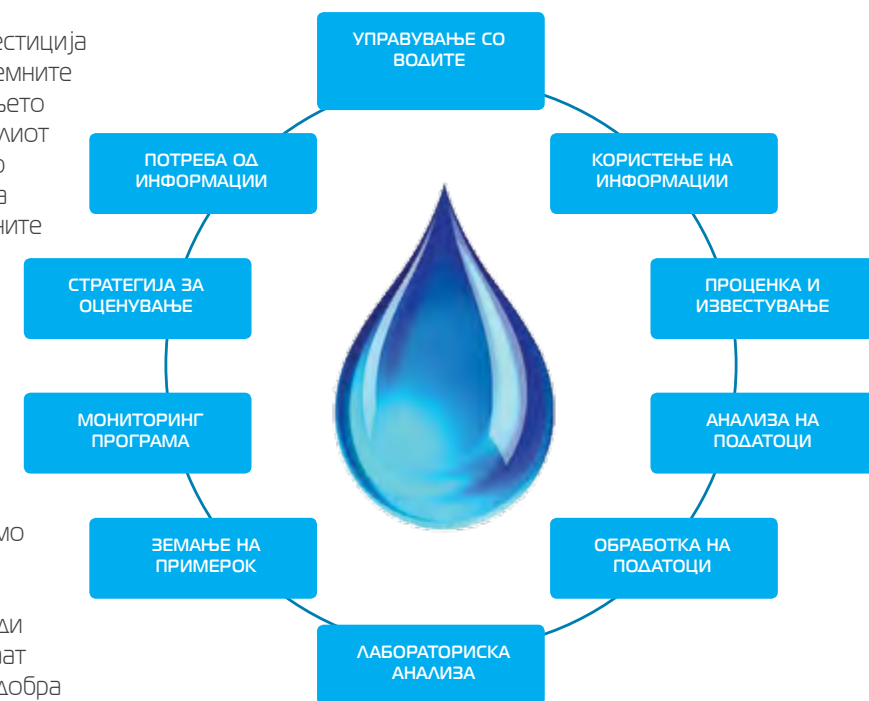 УПРАВУВАЊЕ СО
ВОДИТЕ
ПОТРЕБА ОД
ИНФОРМАЦИИ
КОРИСТЕЊЕ НА
ИНФОРМАЦИИ
СТРАТЕГИЈА ЗА
ОЦЕНУВАЊЕ
ПРОЦЕНКА И
ИЗВЕСТУВАЊЕ
МОНИТОРИНГ
ПРОГРАМА
АНАЛИЗА НА
ПОДАТОЦИ
ЗЕМАЊЕ НА
ПРИМЕРОК
ОБРАБОТКА НА
ПОДАТОЦИ
ЛАБОРАТОРИСКА
АНАЛИЗА
добра